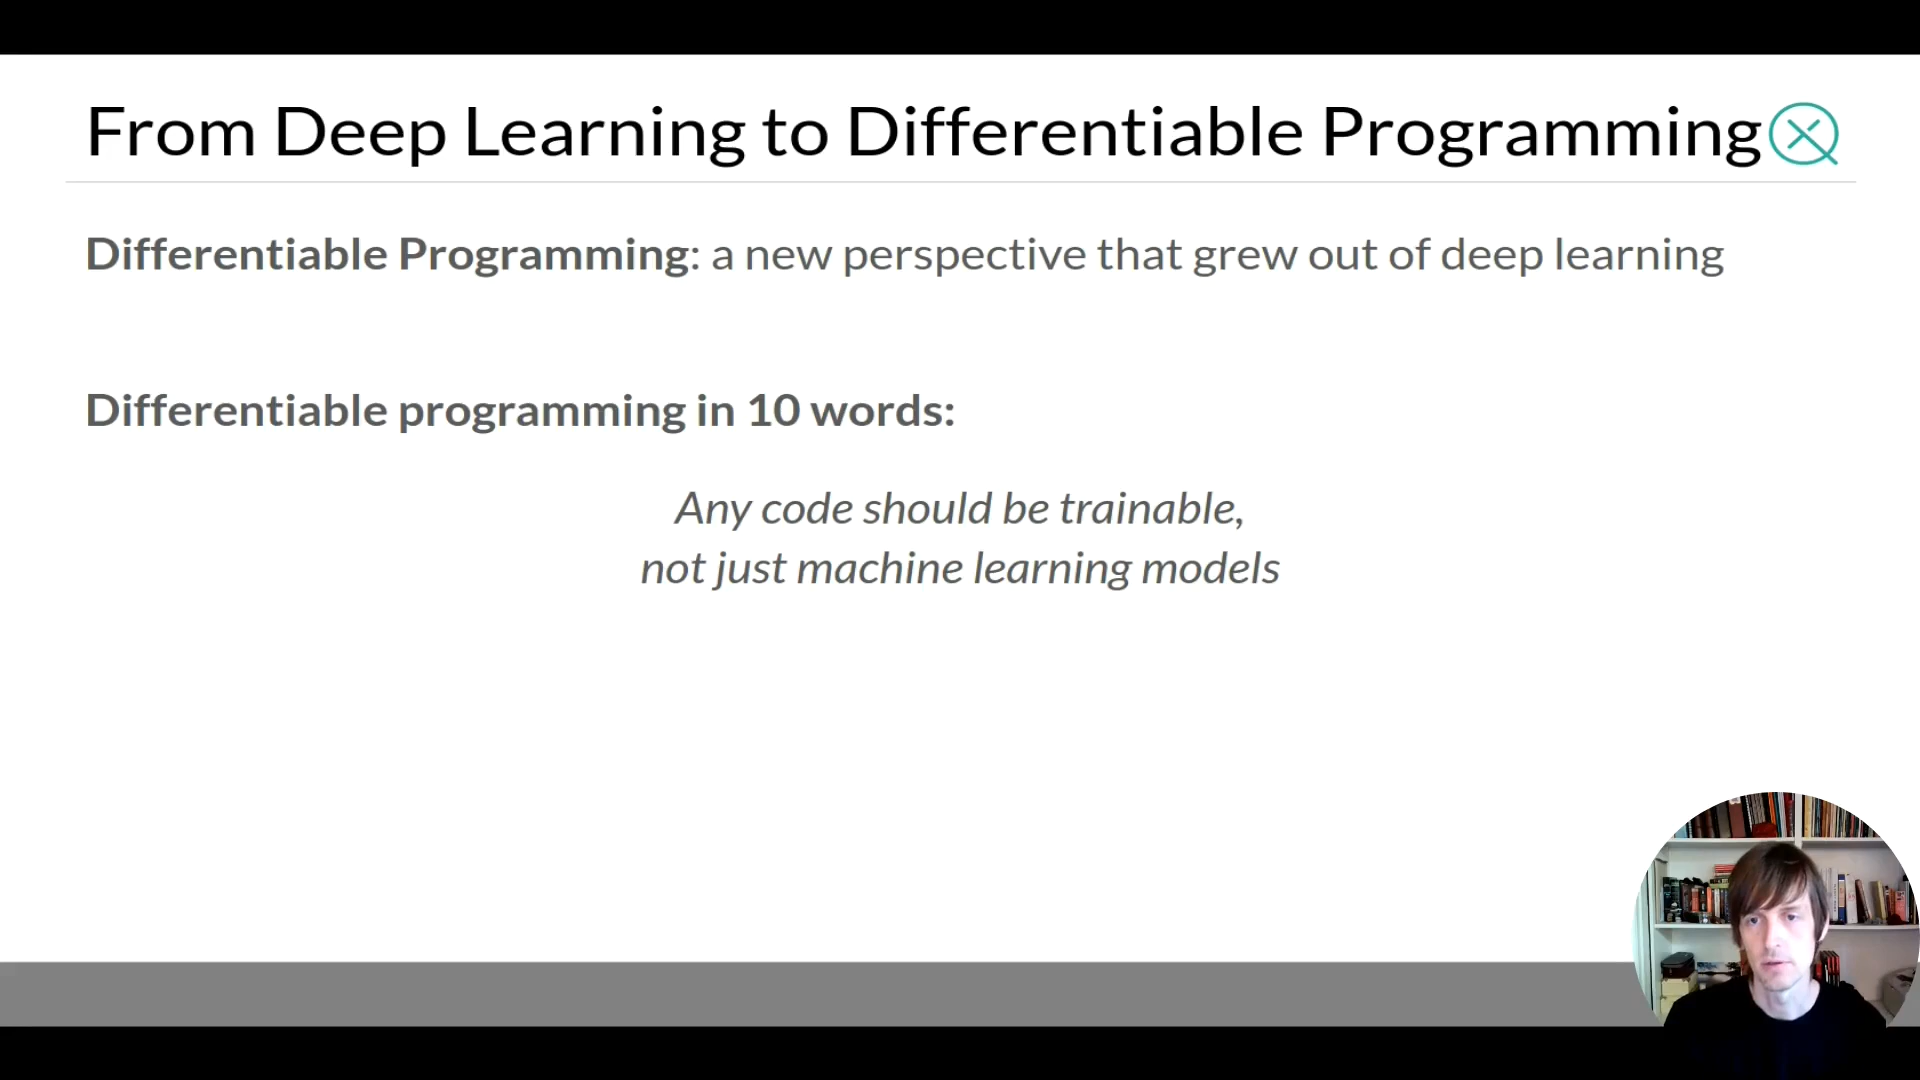 From Deep Learning to Differentiable Programming
Differentiable Programming: a new perspective that grew out of deep learning
Differentiable programming in 10 words:
Any code should be trainable,
not just machine learning models